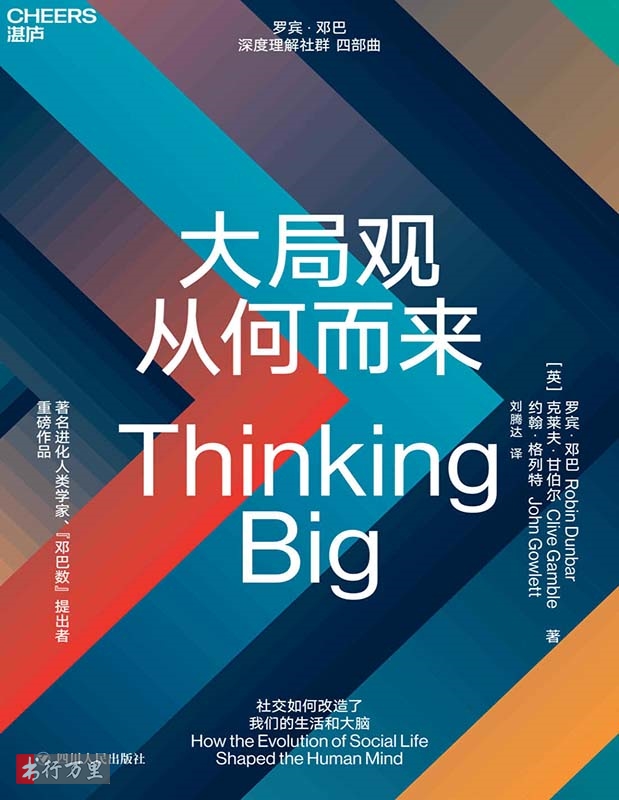 CHEERS
湛庐
罗宾·邓巴
深度理解社群 四部曲
大局观
从何而来
Thinking
Big
[英] 罗宾·邓巴 Robin Dunbar
克莱夫·甘伯尔 Clive Gamble 著
约翰·格列特 John Gowlett
刘腾达 译
著名进化人类学家、『邓巴数』提出者
重磅作品
社交如何改造了
我们的生活和大脑
How the Evolution of Social Life
Shaped the Human Mind
四川人民出版社
书行万里